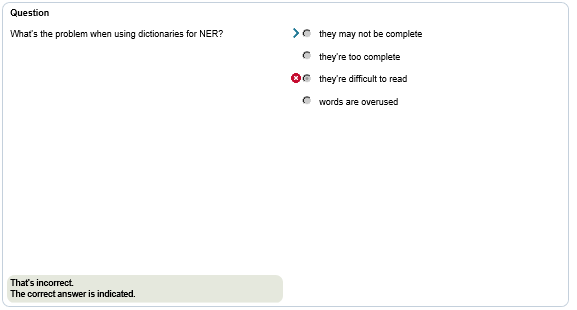 Question
What's the problem when using dictionaries for NER?
they may not be complete
they're too complete
they're difficult to read
words are overused
That's incorrect.
The correct answer is indicated.